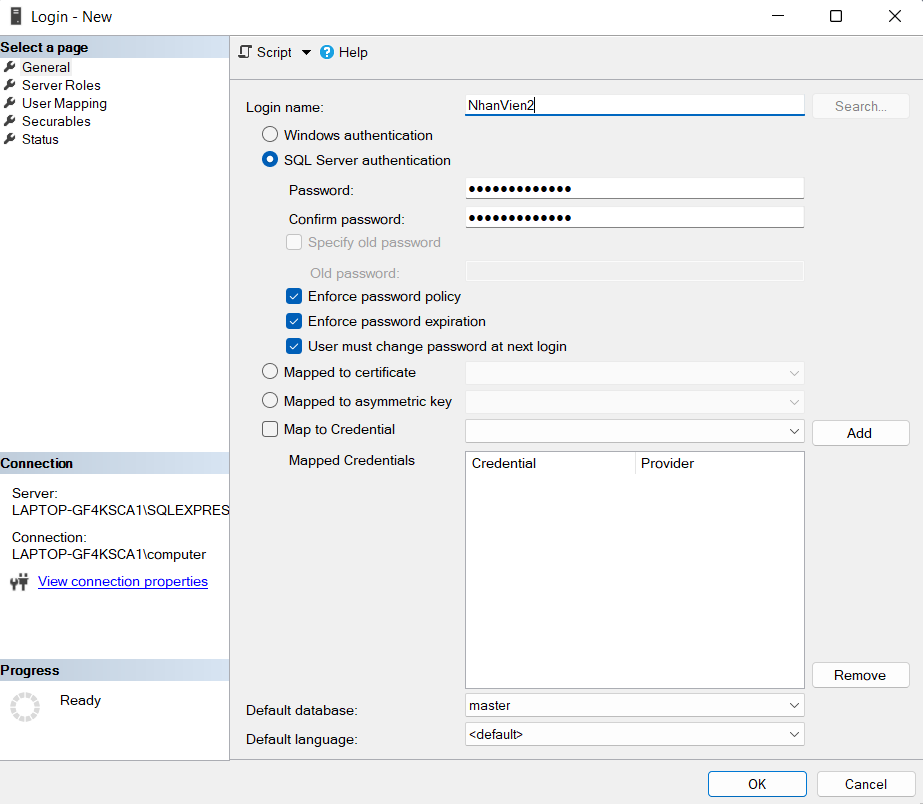 Login - New
Select a page
General
Server Roles
User Mapping
Securables
Status
Script
Help
Login name:
NhanVien2
Search...
Windows authentication
SQL Server authentication
Password:
●●●●●●●●●●●●●
Confirm password:
●●●●●●●●●●●●●
Specify old password
Old password:
Enforce password policy
Enforce password expiration
User must change password at next login
Mapped to certificate
Mapped to asymmetric key
Map to Credential
Add
Mapped Credentials
Credential Provider
Remove
Default database:
master
Default language:
<default>
Connection
Server:
LAPTOP-GF4KSCA1\SQLEXPRES
Connection:
LAPTOP-GF4KSCA1\computer
View connection properties
Progress
Ready
OK
Cancel